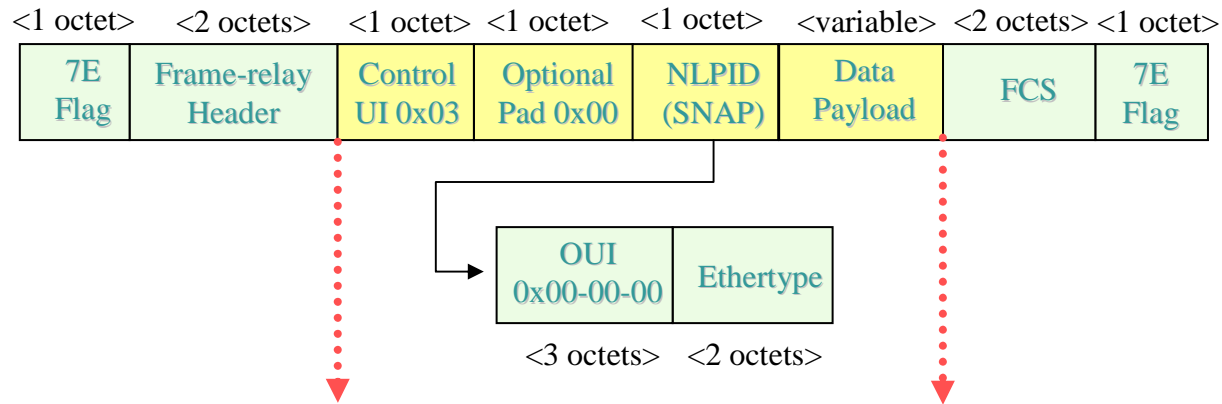 <1 octet> <2 octets> <1 octet> <1 octet> <1 octet> <variable> <2 octets> <1 octet>
7E Flag
Frame-relay Header
Control UI 0x03
Optional Pad 0x00
NLPID (SNAP)
Data Payload
FCS
7E Flag
OUI 0x00-00-00
Ethertype
<3 octets> <2 octets>